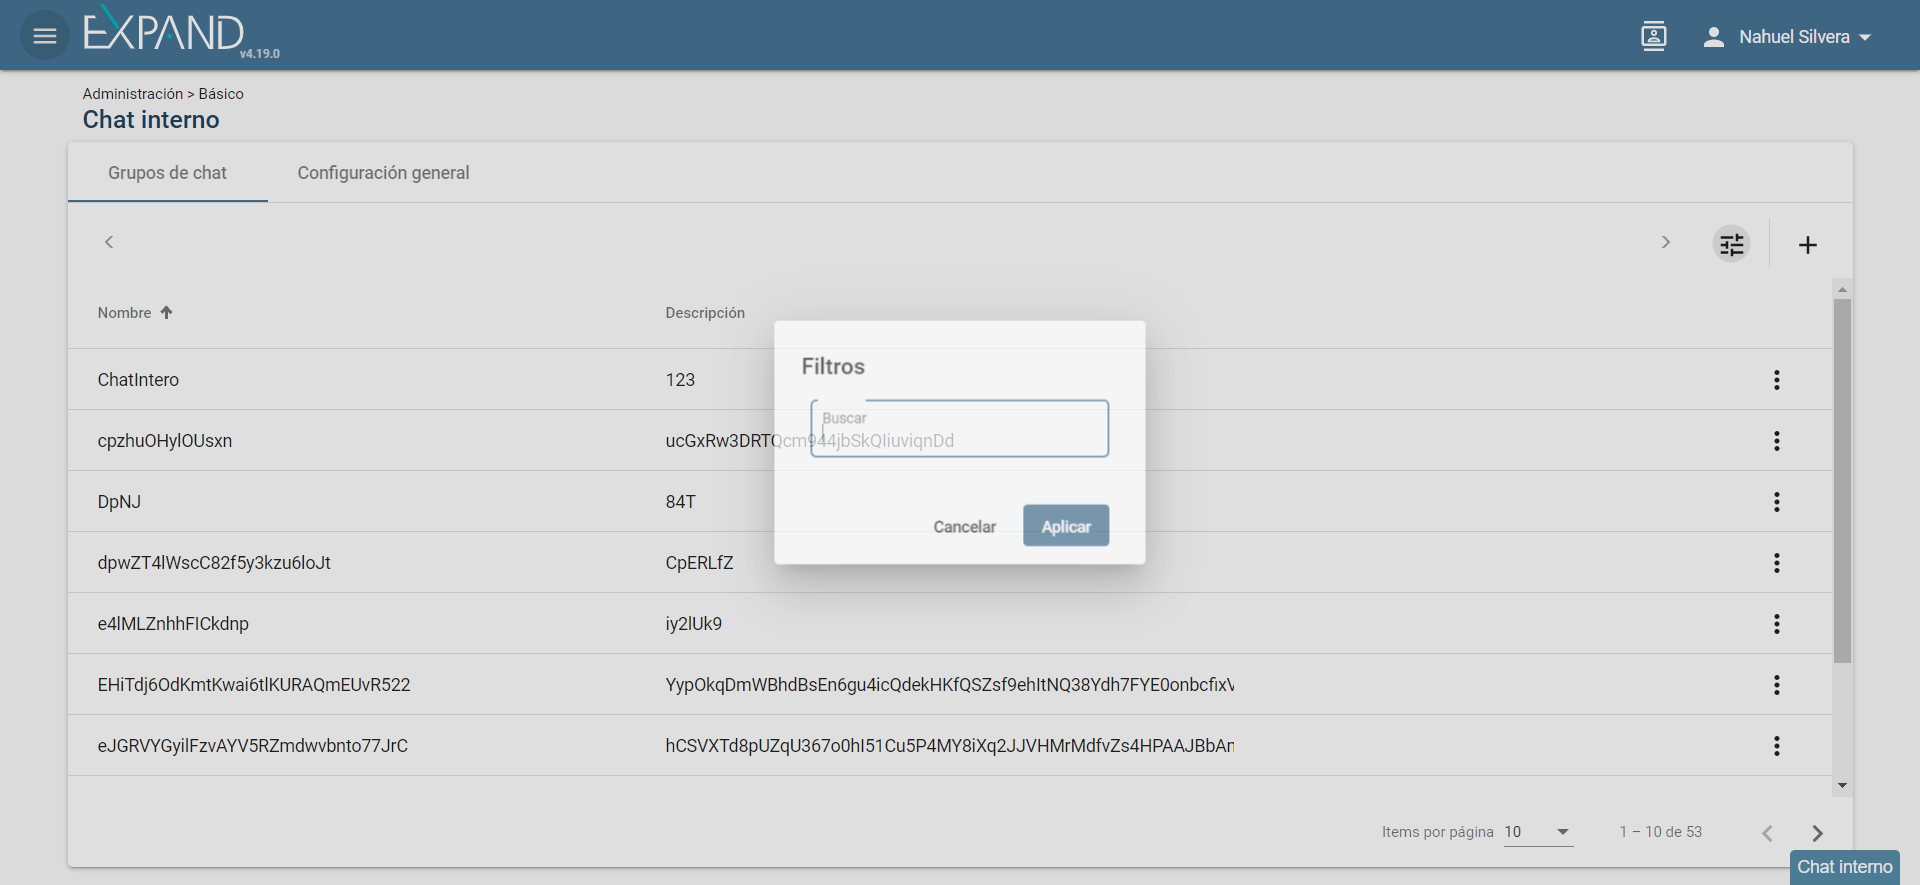 EXPAND
v4.19.0
Nahuel Silvera
Administración > Básico
Chat interno
Grupos de chat
Configuración general
Nombre
Descripción
Filtros
Buscar
Cancelar
Aplicar
ChatIntero
123
cpzhuOHylOUsxn
ucGxRw3DRTQcm944jbSkQIiuviqnDd
DpNJ
84T
dpwZT4lWscC82f5y3kzu6loJt
CpERLfZ
e4lMLZnhhFICkdnp
iy2lUk9
EHiTdj6OdKmtKwai6tlKURAQmEUvR522
YypOkqDmWBhdBsEn6gu4icQdekHKfQSZsf9ehItNQ38Ydh7FYE0onbcfixV
eJGRVYGyilFzvAYV5RZmdwvbnto77JrC
hCSVXTd8pUZqU367o0hI51Cu5P4MY8iXq2JJVHMrMdfvZs4HPAAJBbAn
Items por página
10
1 – 10 de 53
Chat interno